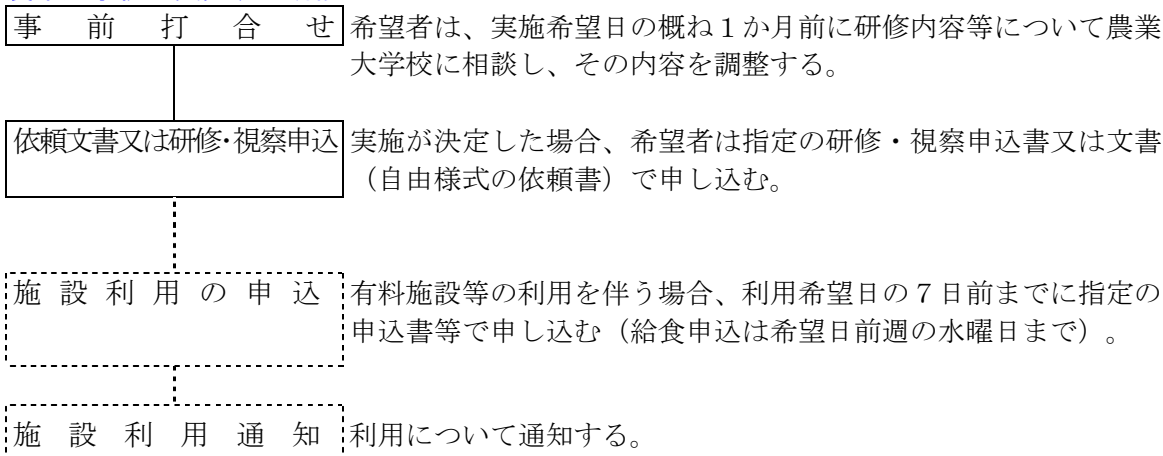 事前打合せ 希望者は、実施希望日の概ね1か月前に研修内容等について農業
大学校に相談し、その内容を調整する。
依頼文書又は研修・視察申込 実施が決定した場合、希望者は指定の研修・視察申込書又は文書
（自由様式の依頼書）で申し込む。
施設利用の申込 有料施設等の利用を伴う場合、利用希望日の7日前までに指定の
申込書等で申し込む（給食申込は希望日前週の水曜日まで）。
施設利用通知 利用について通知する。